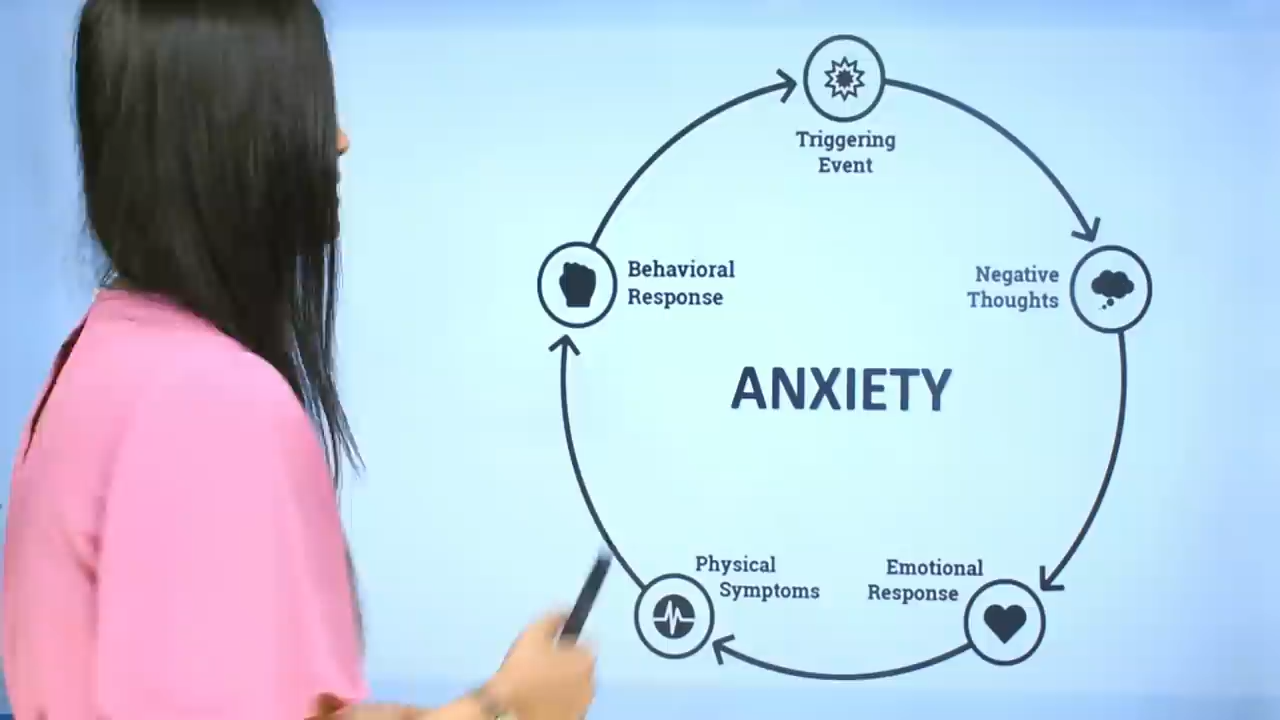 Triggering
Event
Negative
Thoughts
Emotional
Response
Physical
Symptoms
Behavioral
Response
ANXIETY